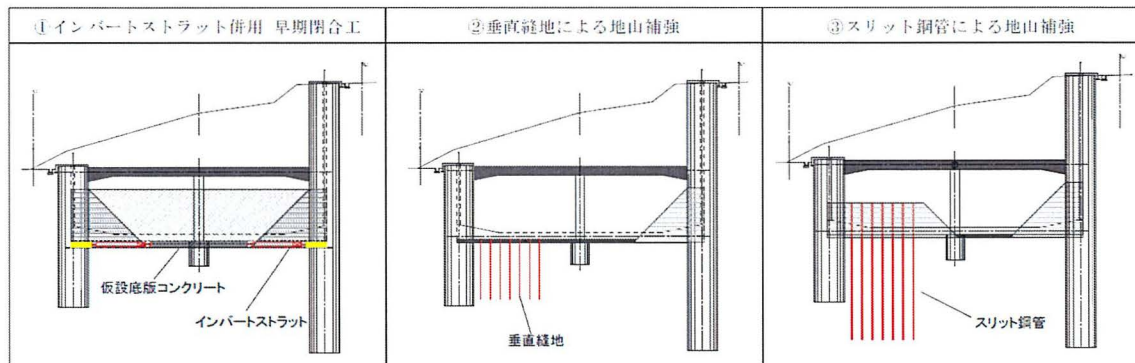 ①インバートストラット併用 早期閉合工
②垂直縫地による地山補強
③スリット鋼管による地山補強
仮設底版コンクリート
インバートストラット
垂直縫地
スリット鋼管